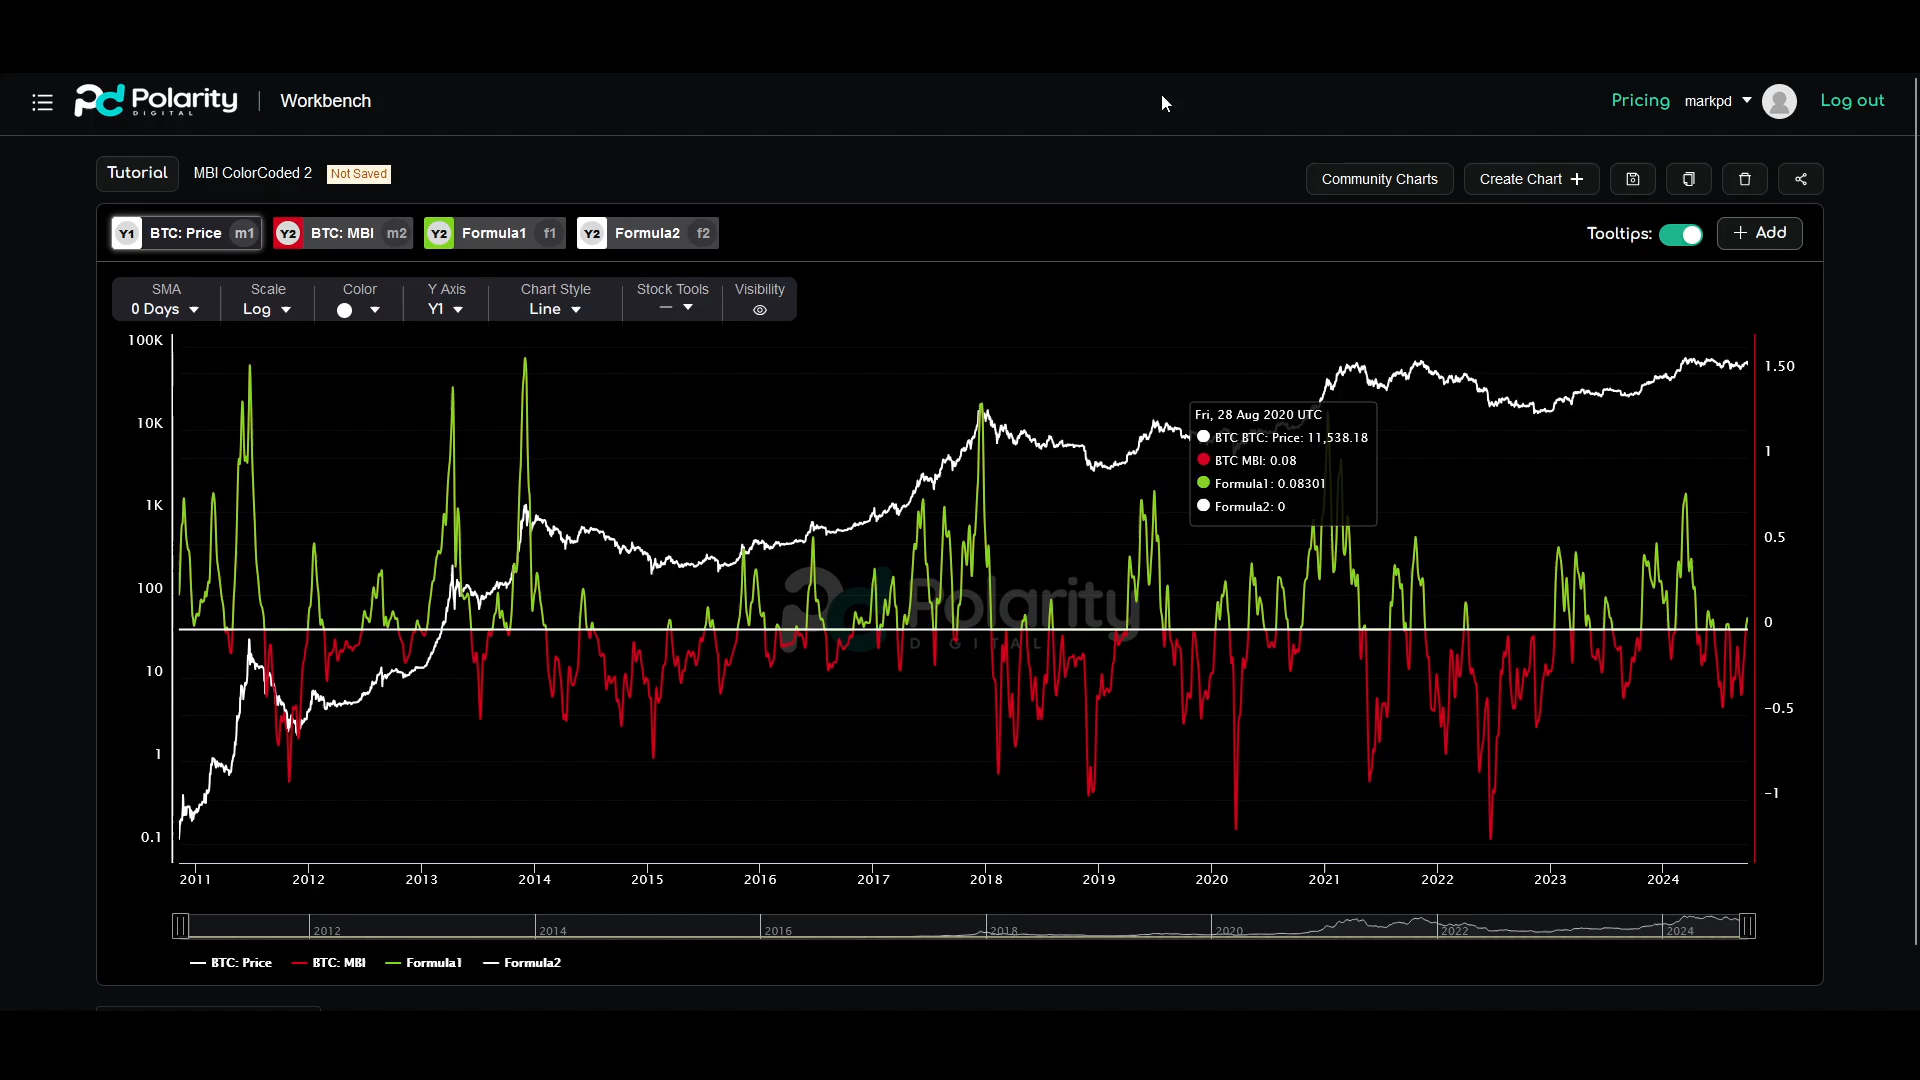 Polarity
DIGITAL
Workbench
Pricing
markpd
Log out
Tutorial
MBI ColorCoded 2
Not Saved
Community Charts
Create Chart +
Y1 BTC: Price m1
Y2 BTC: MBI m2
Y2 Formula1 f1
Y2 Formula2 f2
Tooltips:
+ Add
SMA
0 Days
Scale
Log
Color
Y Axis
Y1
Chart Style
Line
Stock Tools
—
Visibility
100K
10K
1K
100
10
1
0.1
1.50
1
0.5
0
-0.5
-1
Fri, 28 Aug 2020 UTC
BTC BTC: Price: 11,538.18
BTC MBI: 0.08
Formula1: 0.08301
Formula2: 0
Polarity
DIGITAL
2011 2012 2013 2014 2015 2016 2017 2018 2019 2020 2021 2022 2023 2024
2012 2014 2016 2018 2020 2022 2024
BTC: Price BTC: MBI Formula1 Formula2